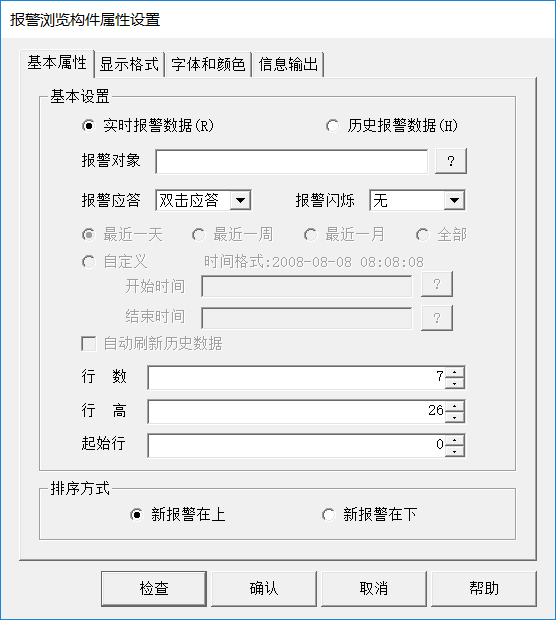 报警浏览构件属性设置
基本属性 显示格式 字体和颜色 信息输出
基本设置
实时报警数据(R) 历史报警数据(H)
报警对象 ?
报警应答 双击应答 报警闪烁 无
最近一天 最近一周 最近一月 全部
自定义 时间格式:2008-08-08 08:08:08
开始时间 ?
结束时间 ?
自动刷新历史数据
行 数 7
行 高 26
起始行 0
排序方式
新报警在上 新报警在下
检查 确认 取消 帮助